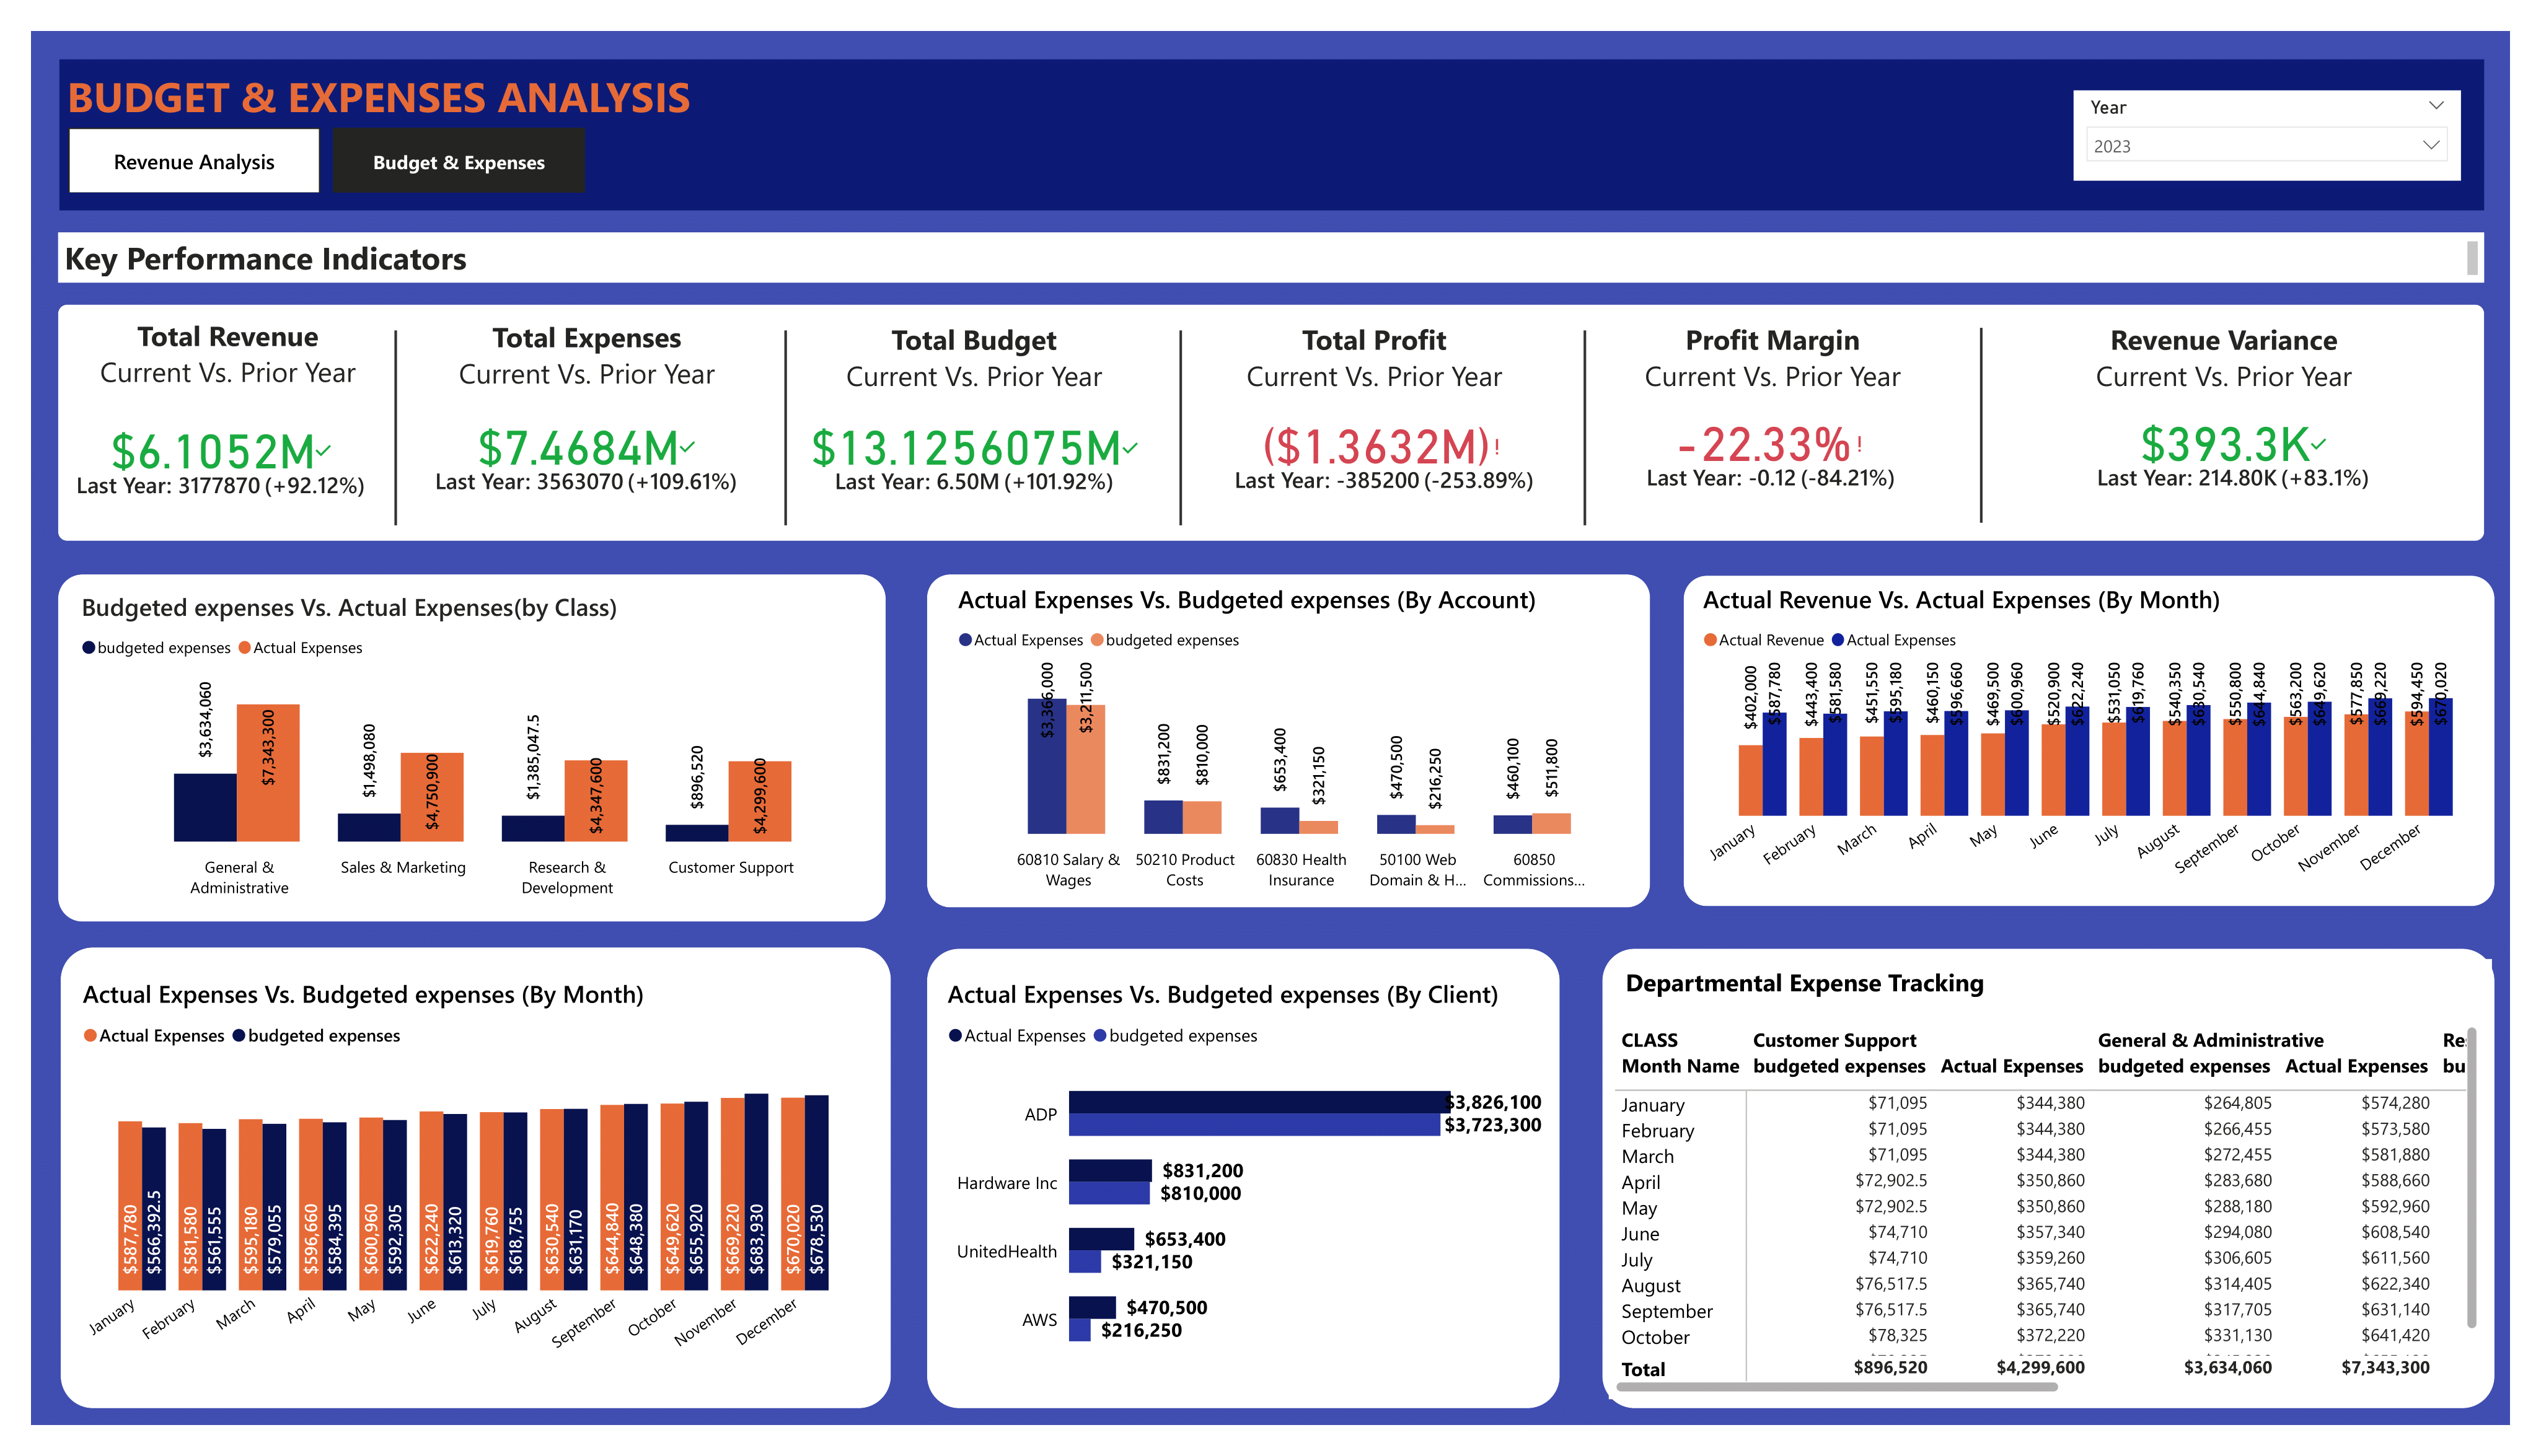 BUDGET & EXPENSES ANALYSIS
Revenue Analysis
Budget & Expenses
Year
2023
Key Performance Indicators
Total Revenue
Current Vs. Prior Year
$6.1052M
Last Year: 3177870 (+92.12%)
Total Expenses
Current Vs. Prior Year
$7.4684M
Last Year: 3563070 (+109.61%)
Total Budget
Current Vs. Prior Year
$13.1256075M
Last Year: 6.50M (+101.92%)
Total Profit
Current Vs. Prior Year
($1.3632M)!
Last Year: -385200 (-253.89%)
Profit Margin
Current Vs. Prior Year
-22.33%!
Last Year: -0.12 (-84.21%)
Revenue Variance
Current Vs. Prior Year
$393.3K
Last Year: 214.80K (+83.1%)
Budgeted expenses Vs. Actual Expenses(by Class)
budgeted expenses Actual Expenses
$3,634,060
$7,343,300
$1,498,080
$4,750,900
$1,385,047.5
$4,347,600
$896,520
$4,299,600
General &
Administrative
Sales & Marketing
Research &
Development
Customer Support
Actual Expenses Vs. Budgeted expenses (By Account)
Actual Expenses budgeted expenses
$3,366,000
$3,211,500
$831,200
$810,000
$653,400
$321,150
$470,500
$216,250
$460,100
$511,800
60810 Salary &
Wages
50210 Product
Costs
60830 Health
Insurance
50100 Web
Domain & H...
60850
Commissions...
Actual Revenue Vs. Actual Expenses (By Month)
Actual Revenue Actual Expenses
$402,000
$587,780
$443,400
$581,580
$451,550
$595,180
$460,150
$596,660
$469,500
$600,960
$520,900
$622,240
$531,050
$619,760
$540,350
$630,540
$550,800
$644,840
$563,200
$649,620
$577,850
$669,220
$594,450
$670,020
January
February
March
April
May
June
July
August
September
October
November
December
Actual Expenses Vs. Budgeted expenses (By Month)
Actual Expenses budgeted expenses
$587,780
$566,392.5
$581,580
$561,555
$595,180
$579,055
$596,660
$584,395
$600,960
$592,305
$622,240
$613,320
$619,760
$618,755
$630,540
$631,170
$644,840
$648,380
$649,620
$655,920
$669,220
$683,930
$670,020
$678,530
January
February
March
April
May
June
July
August
September
October
November
December
Actual Expenses Vs. Budgeted expenses (By Client)
Actual Expenses budgeted expenses
ADP
$3,826,100
$3,723,300
Hardware Inc
$831,200
$810,000
UnitedHealth
$653,400
$321,150
AWS
$470,500
$216,250
Departmental Expense Tracking
CLASS Customer Support General & Administrative Re
Month Name budgeted expenses Actual Expenses budgeted expenses Actual Expenses bu
January $71,095 $344,380 $264,805 $574,280
February $71,095 $344,380 $266,455 $573,580
March $71,095 $344,380 $272,455 $581,880
April $72,902.5 $350,860 $283,680 $588,660
May $72,902.5 $350,860 $288,180 $592,960
June $74,710 $357,340 $294,080 $608,540
July $74,710 $359,260 $306,605 $611,560
August $76,517.5 $365,740 $314,405 $622,340
September $76,517.5 $365,740 $317,705 $631,140
October $78,325 $372,220 $331,130 $641,420
Total $896,520 $4,299,600 $3,634,060 $7,343,300